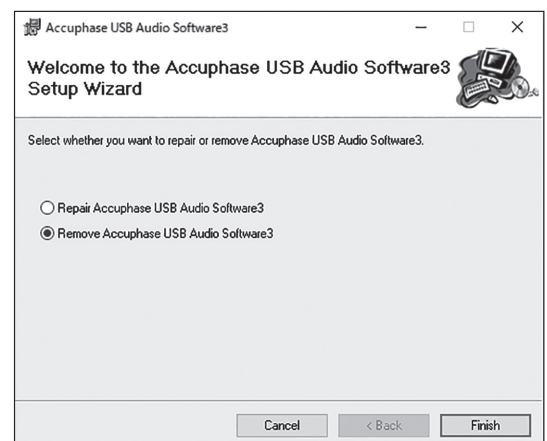 Accuphase USB Audio Software3
Welcome to the Accuphase USB Audio Software3
Setup Wizard
Select whether you want to repair or remove Accuphase USB Audio Software3.
Repair Accuphase USB Audio Software3
Remove Accuphase USB Audio Software3
Cancel
< Back
Finish